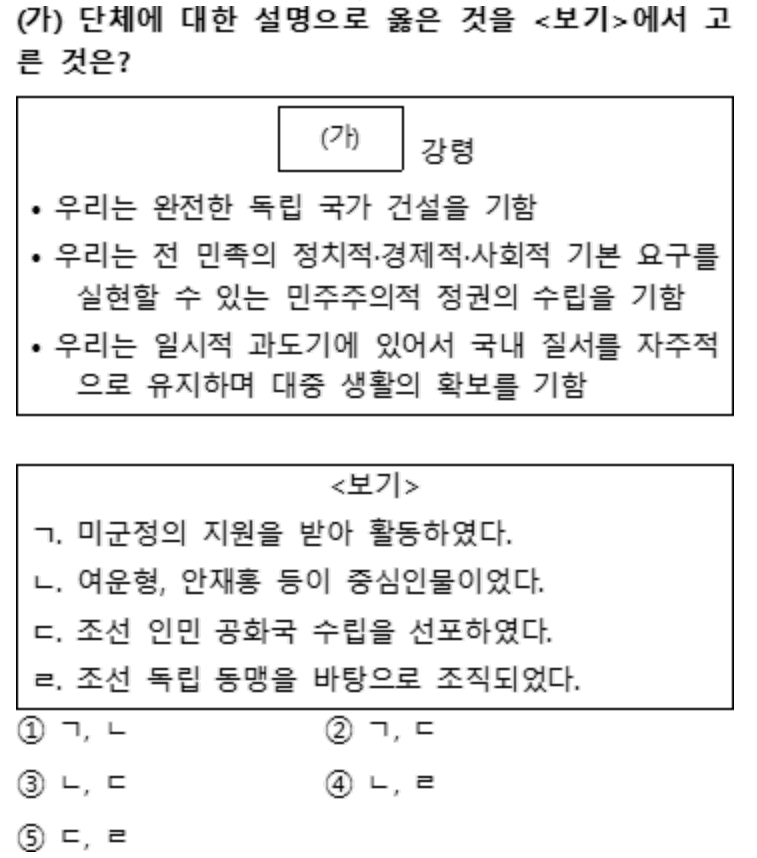 (가) 단체에 대한 설명으로 옳은 것을 <보기>에서 고
른 것은?
(가) 강령
• 우리는 완전한 독립 국가 건설을 기함
• 우리는 전 민족의 정치적·경제적·사회적 기본 요구를
실현할 수 있는 민주주의적 정권의 수립을 기함
• 우리는 일시적 과도기에 있어서 국내 질서를 자주적
으로 유지하며 대중 생활의 확보를 기함
<보기>
ㄱ. 미군정의 지원을 받아 활동하였다.
ㄴ. 여운형, 안재홍 등이 중심인물이었다.
ㄷ. 조선 인민 공화국 수립을 선포하였다.
ㄹ. 조선 독립 동맹을 바탕으로 조직되었다.
① ㄱ, ㄴ ② ㄱ, ㄷ
③ ㄴ, ㄷ ④ ㄴ, ㄹ
⑤ ㄷ, ㄹ